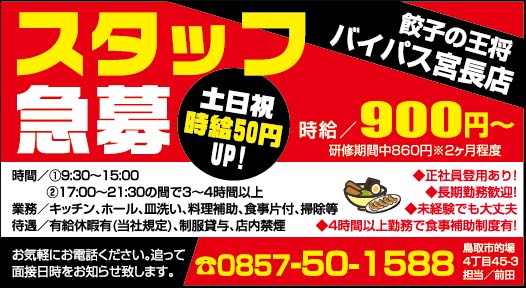 スタッフ
急募
餃子の王将
バイパス宮長店
土日祝
時給50円
UP!
時給／900円～
研修期間中860円※2ヶ月程度
時間／①9:30～15:00
②17:00～21:30の間で3～4時間以上
業務／キッチン、ホール、皿洗い、料理補助、食事片付、掃除等
待遇／有給休暇有(当社規定)、制服貸与、店内禁煙
◆正社員登用あり!
◆長期勤務歓迎!
◆未経験でも大丈夫
◆4時間以上勤務で食事補助制度有!
お気軽にお電話ください。追って
面接日時をお知らせ致します。
☎0857-50-1588
鳥取市的場
4丁目45-3
担当／前田